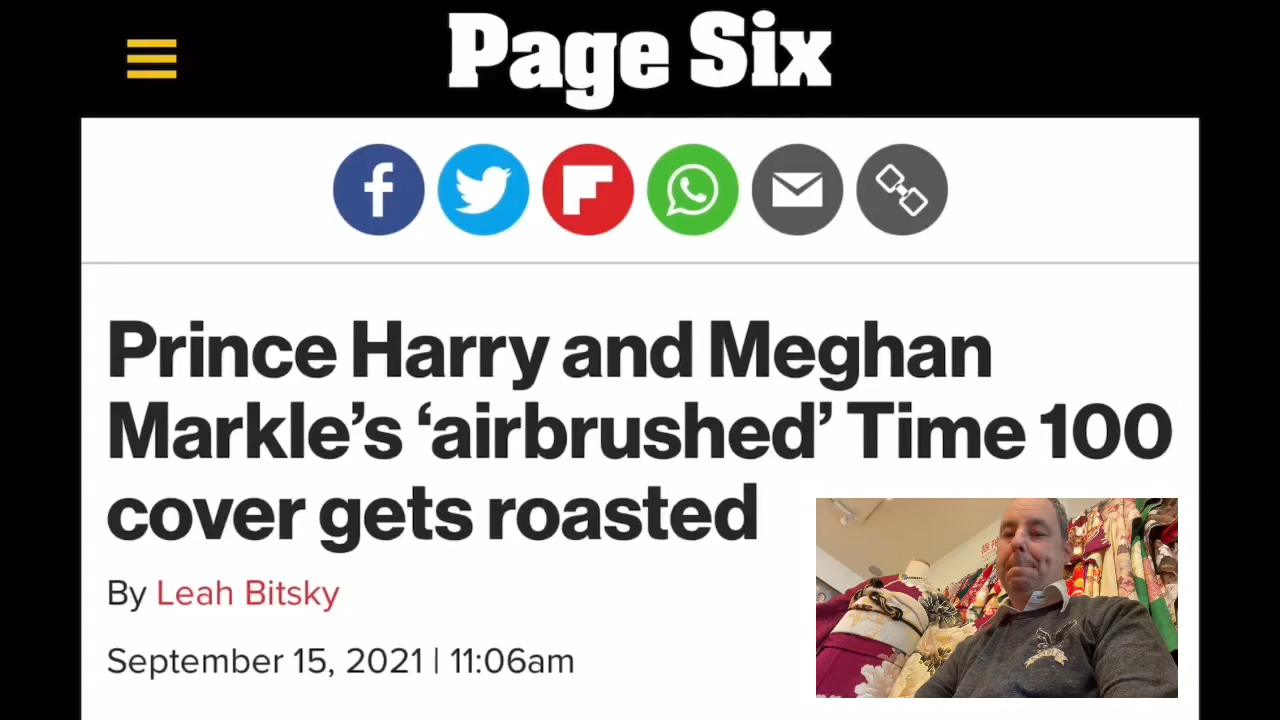 Page Six
Prince Harry and Meghan
Markle’s ‘airbrushed’ Time 100
cover gets roasted
By Leah Bitsky
September 15, 2021 | 11:06am